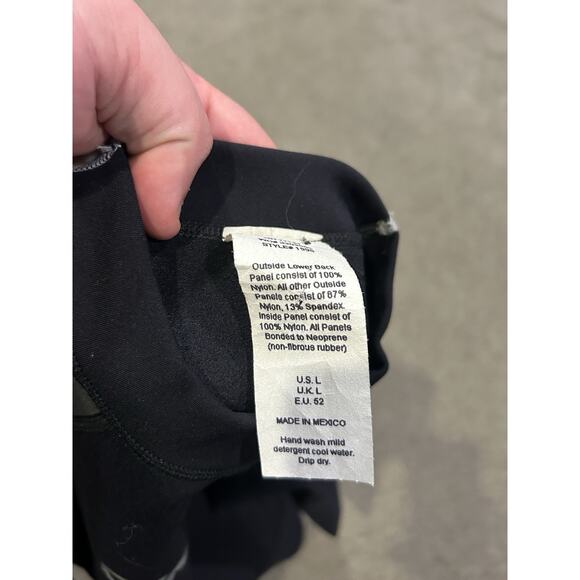 Outside Lower Back
Panel consist of 100%
Nylon. All other Outside
Panels consist of 87%
Nylon, 13% Spandex.
Inside Panel consist of
100% Nylon. All Panels
Bonded to Neoprene
(non-fibrous rubber)
U.S. L
U.K. L
E.U. 52
MADE IN MEXICO
Hand wash mild
detergent cool water.
Drip dry.